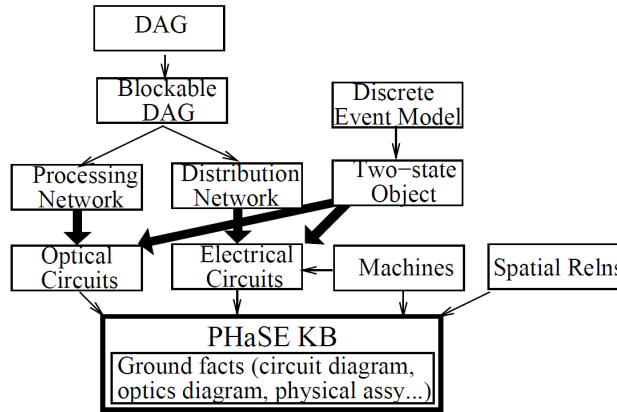 DAG
Blockable
DAG
Discrete
Event Model
Processing
Network
Distribution
Network
Two-state
Object
Optical
Circuits
Electrical
Circuits
Machines
Spatial Relns
PHaSE KB
Ground facts (circuit diagram,
optics diagram, physical assy...)